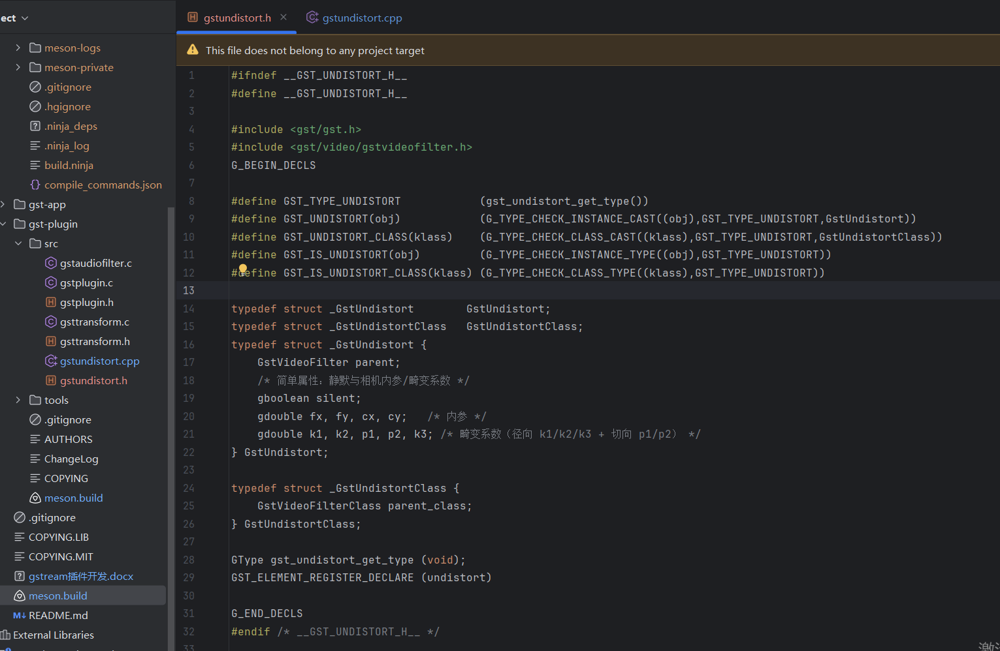 ect
meson-logs
meson-private
.gitignore
.hgignore
.ninja_deps
.ninja_log
build.ninja
compile_commands.json
gst-app
gst-plugin
src
gstaudiofilter.c
gstplugin.c
gstplugin.h
gsttransform.c
gsttransform.h
gstundistort.cpp
gstundistort.h
tools
.gitignore
AUTHORS
ChangeLog
COPYING
meson.build
.gitignore
COPYING.LIB
COPYING.MIT
gstream插件开发.docx
meson.build
README.md
External Libraries
gstundistort.h
gstundistort.cpp
This file does not belong to any project target
1 #ifndef __GST_UNDISTORT_H__
2 #define __GST_UNDISTORT_H__
3
4 #include <gst/gst.h>
5 #include <gst/video/gstvideofilter.h>
6 G_BEGIN_DECLS
7
8 #define GST_TYPE_UNDISTORT (gst_undistort_get_type())
9 #define GST_UNDISTORT(obj) (G_TYPE_CHECK_INSTANCE_CAST((obj),GST_TYPE_UNDISTORT,GstUndistort))
10 #define GST_UNDISTORT_CLASS(klass) (G_TYPE_CHECK_CLASS_CAST((klass),GST_TYPE_UNDISTORT,GstUndistortClass))
11 #define GST_IS_UNDISTORT(obj) (G_TYPE_CHECK_INSTANCE_TYPE((obj),GST_TYPE_UNDISTORT))
12 #define GST_IS_UNDISTORT_CLASS(klass) (G_TYPE_CHECK_CLASS_TYPE((klass),GST_TYPE_UNDISTORT))
13
14 typedef struct _GstUndistort GstUndistort;
15 typedef struct _GstUndistortClass GstUndistortClass;
16 typedef struct _GstUndistort {
17 GstVideoFilter parent;
18 /* 简单属性：静默与相机内参/畸变系数 */
19 gboolean silent;
20 gdouble fx, fy, cx, cy; /* 内参 */
21 gdouble k1, k2, p1, p2, k3; /* 畸变系数（径向 k1/k2/k3 + 切向 p1/p2） */
22 } GstUndistort;
23
24 typedef struct _GstUndistortClass {
25 GstVideoFilterClass parent_class;
26 } GstUndistortClass;
27
28 GType gst_undistort_get_type (void);
29 GST_ELEMENT_REGISTER_DECLARE (undistort)
30
31 G_END_DECLS
32 #endif /* __GST_UNDISTORT_H__ */
33